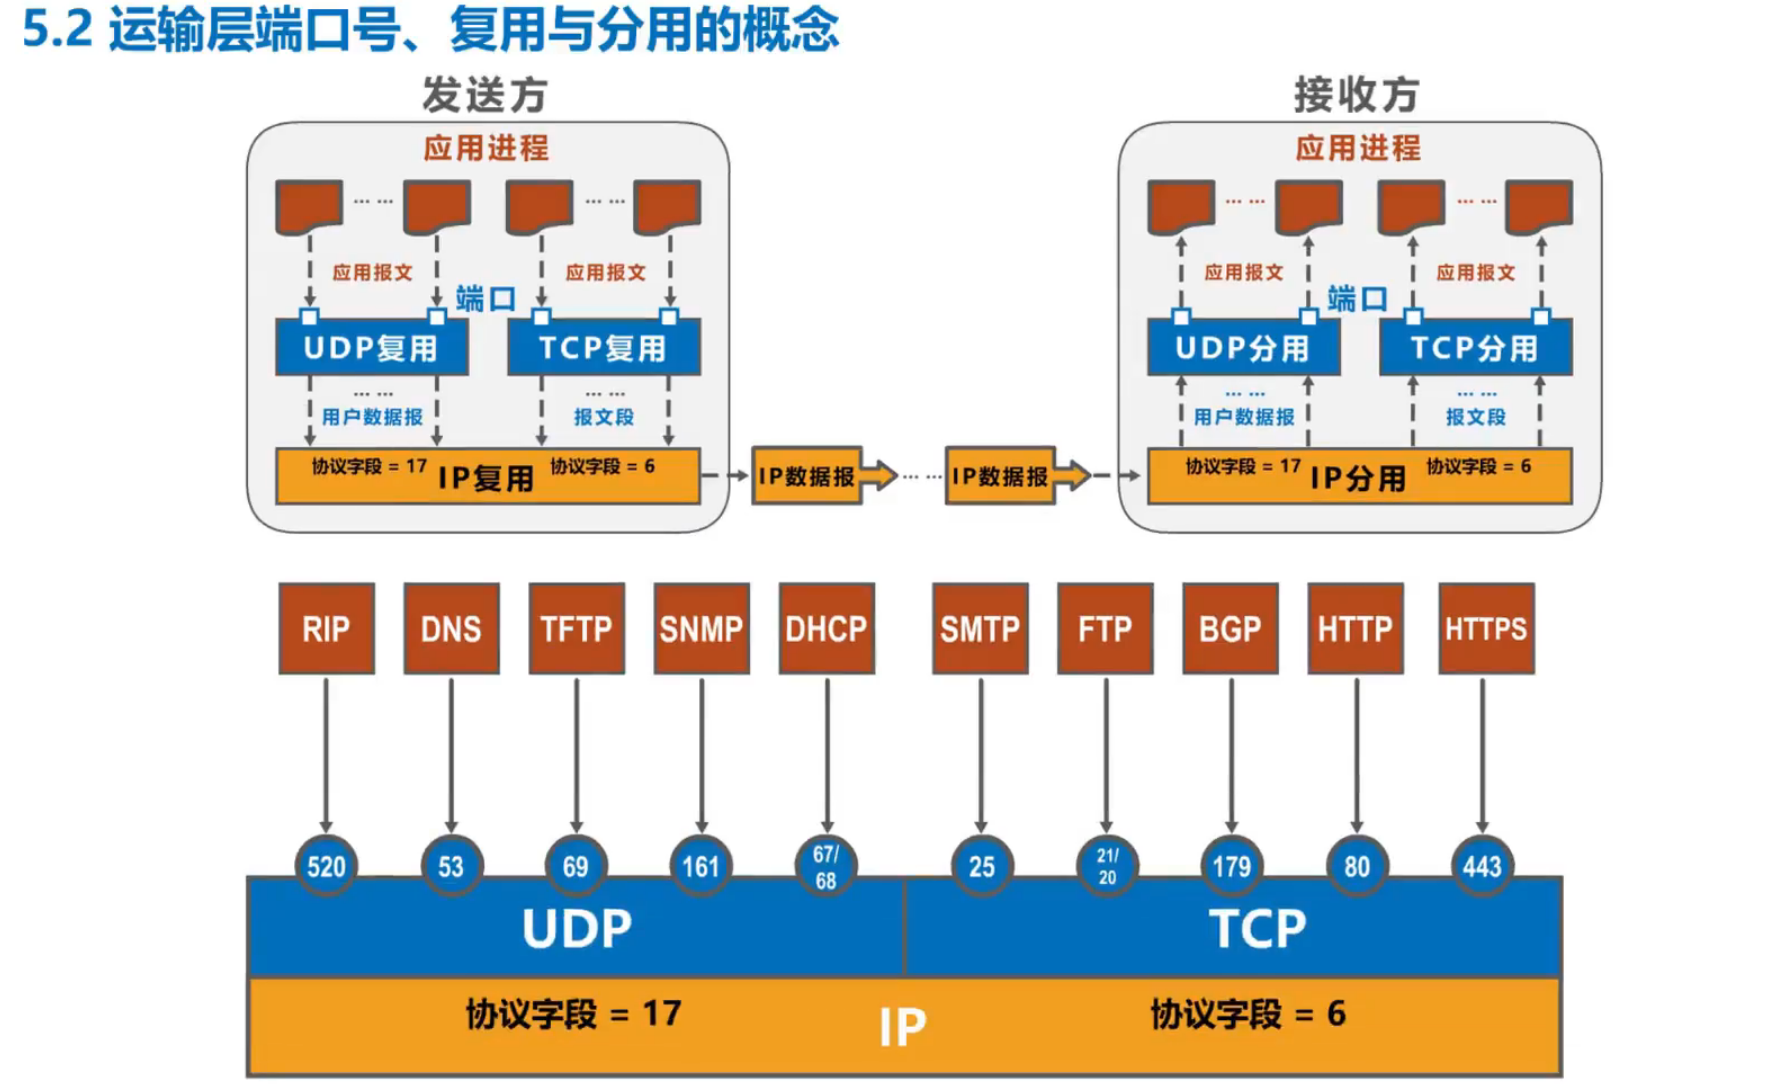 5.2 运输层端口号、复用与分用的概念
发送方
应用进程
… …
… …
应用报文
应用报文
端口
UDP复用
TCP复用
… …
… …
用户数据报
报文段
协议字段 = 17
IP复用
协议字段 = 6
IP数据报
… …
IP数据报
接收方
应用进程
… …
… …
应用报文
应用报文
端口
UDP分用
TCP分用
… …
… …
用户数据报
报文段
协议字段 = 17
IP分用
协议字段 = 6
RIP
DNS
TFTP
SNMP
DHCP
SMTP
FTP
BGP
HTTP
HTTPS
520
53
69
161
67/
68
25
21/
20
179
80
443
UDP
TCP
协议字段 = 17
IP
协议字段 = 6